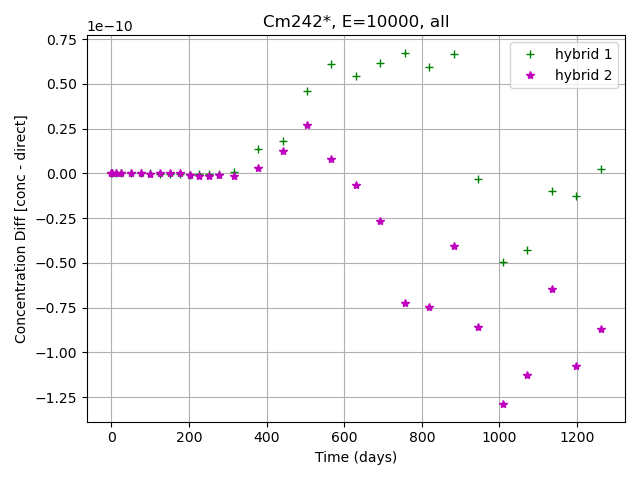 Cm242*, E=10000, all
1e−10
0.75
0.50
0.25
0.00
−0.25
−0.50
−0.75
−1.00
−1.25
Concentration Diff [conc - direct]
hybrid 1
hybrid 2
0 200 400 600 800 1000 1200
Time (days)